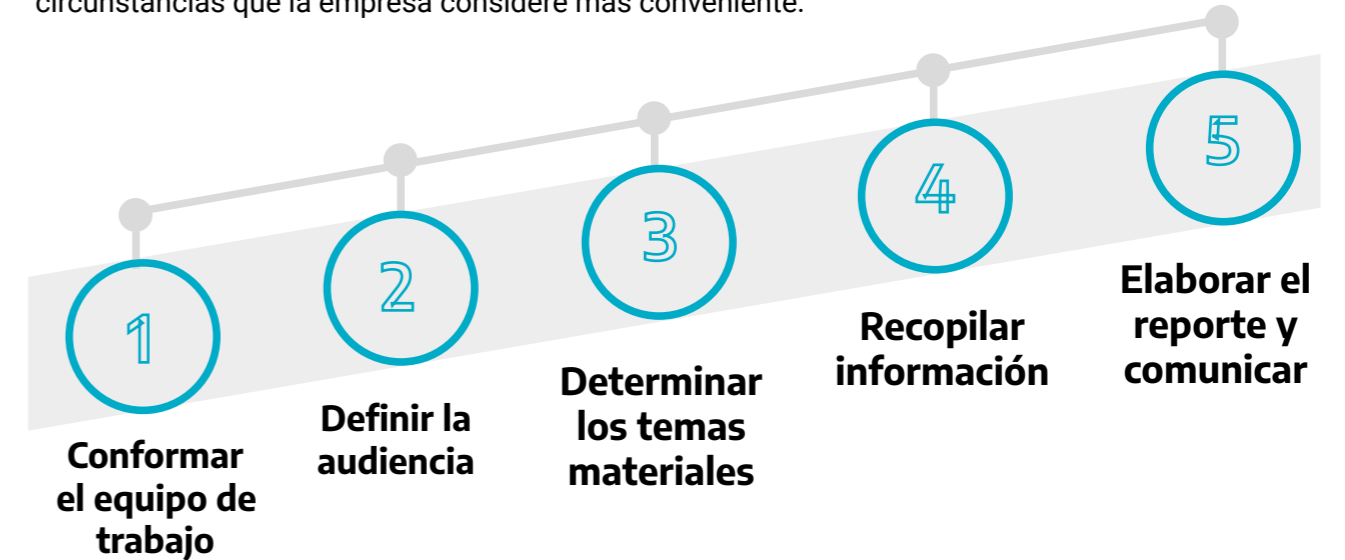 circunstancias que la empresa considere más conveniente.
1
Conformar
el equipo de
trabajo
2
Definir la
audiencia
3
Determinar
los temas
materiales
4
Recopilar
información
5
Elaborar el
reporte y
comunicar